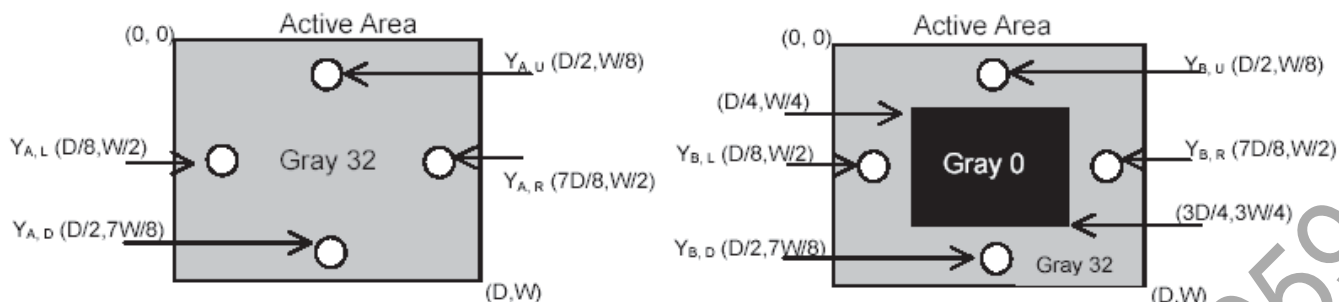 Active Area
(0, 0)
Y_A, U (D/2,W/8)
Y_A, L (D/8,W/2)
Gray 32
Y_A, R (7D/8,W/2)
Y_A, D (D/2,7W/8)
(D,W)
Active Area
(0, 0)
Y_B, U (D/2,W/8)
(D/4,W/4)
Y_B, L (D/8,W/2)
Gray 0
Y_B, R (7D/8,W/2)
(3D/4,3W/4)
Y_B, D (D/2,7W/8)
Gray 32
(D,W)